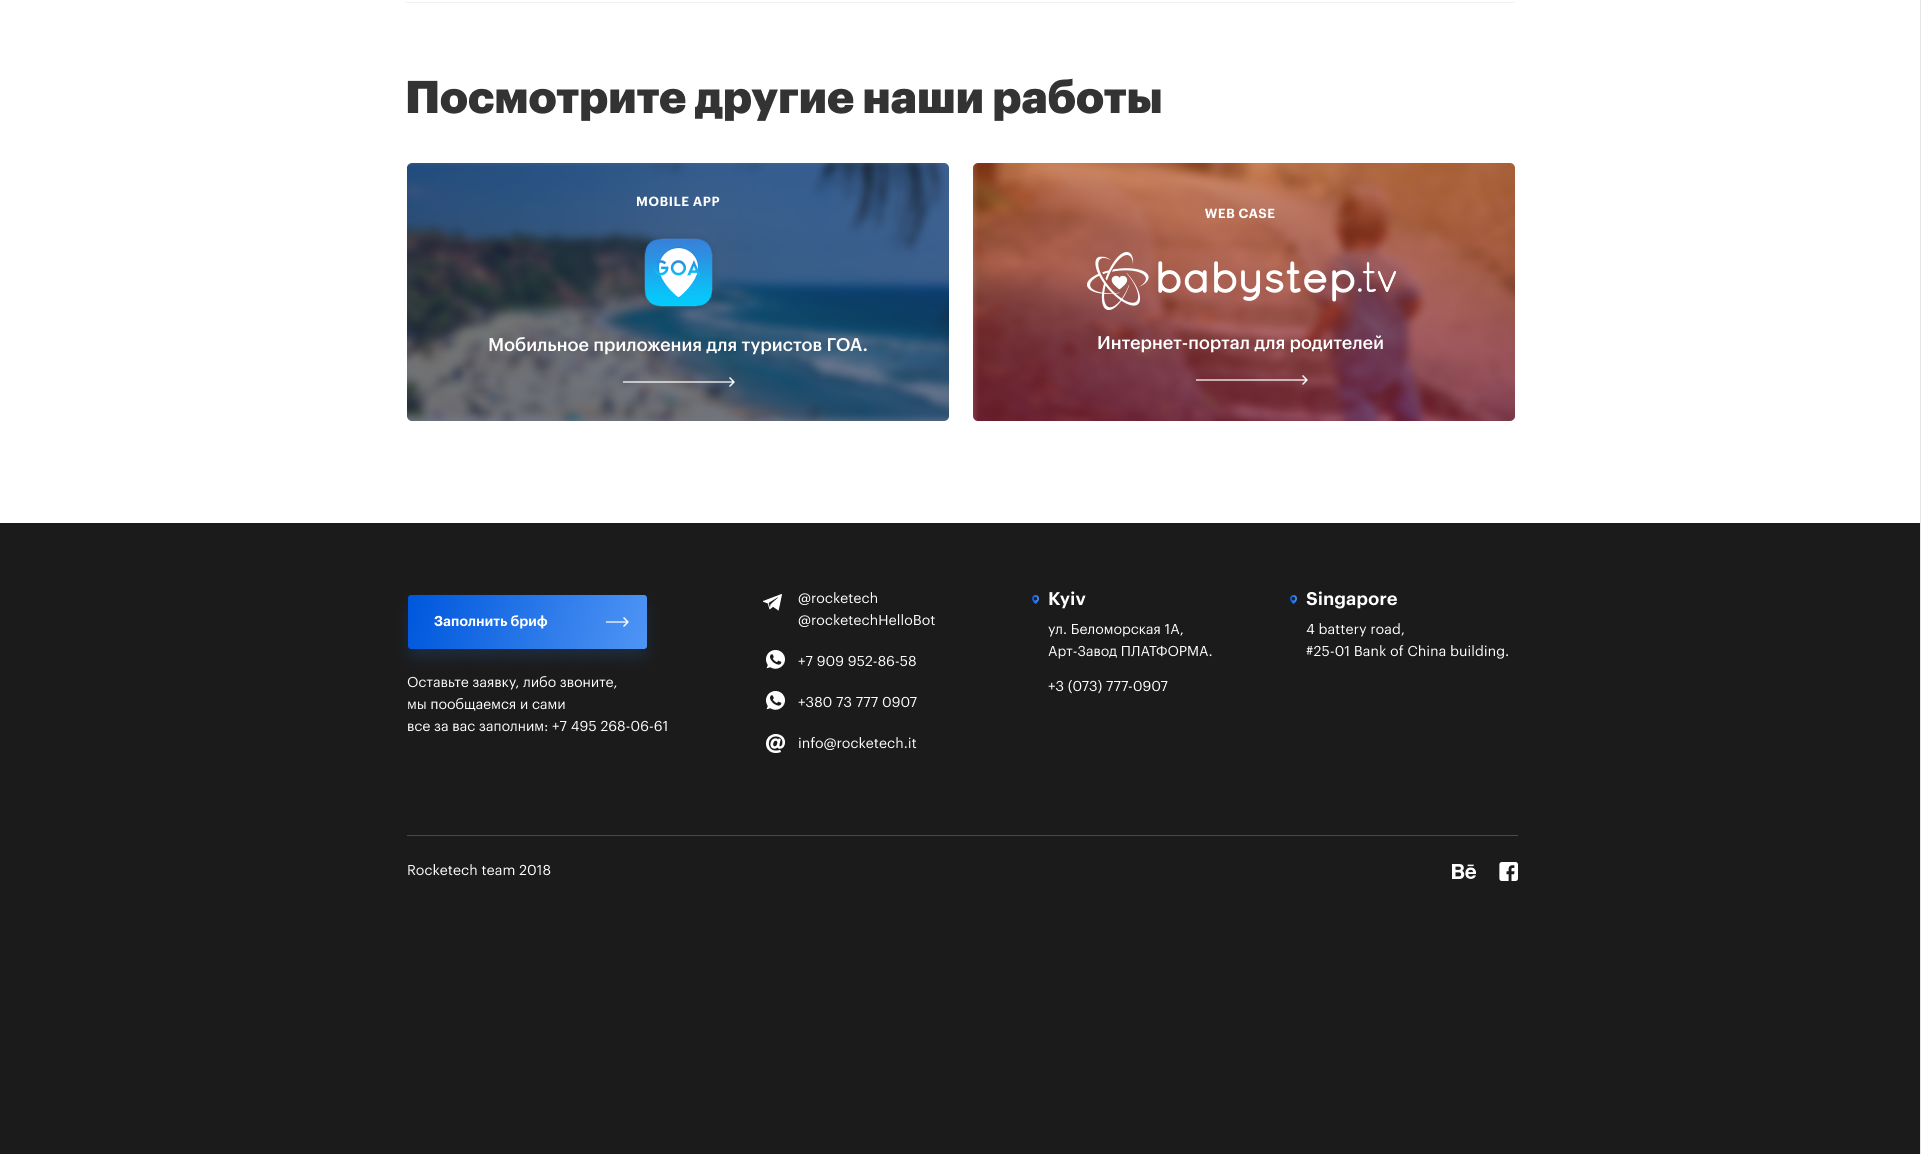 Посмотрите другие наши работы
MOBILE APP
GOA
Мобильное приложения для туристов ГОА.
WEB CASE
babystep.tv
Интернет-портал для родителей
Заполнить бриф
Оставьте заявку, либо звоните,
мы пообщаемся и сами
все за вас заполним: +7 495 268-06-61
@rocketech
@rocketechHelloBot
+7 909 952-86-58
+380 73 777 0907
@ info@rocketech.it
Kyiv
ул. Беломорская 1А,
Арт-Завод ПЛАТФОРМА.
+3 (073) 777-0907
Singapore
4 battery road,
#25-01 Bank of China building.
Rocketech team 2018
Bē